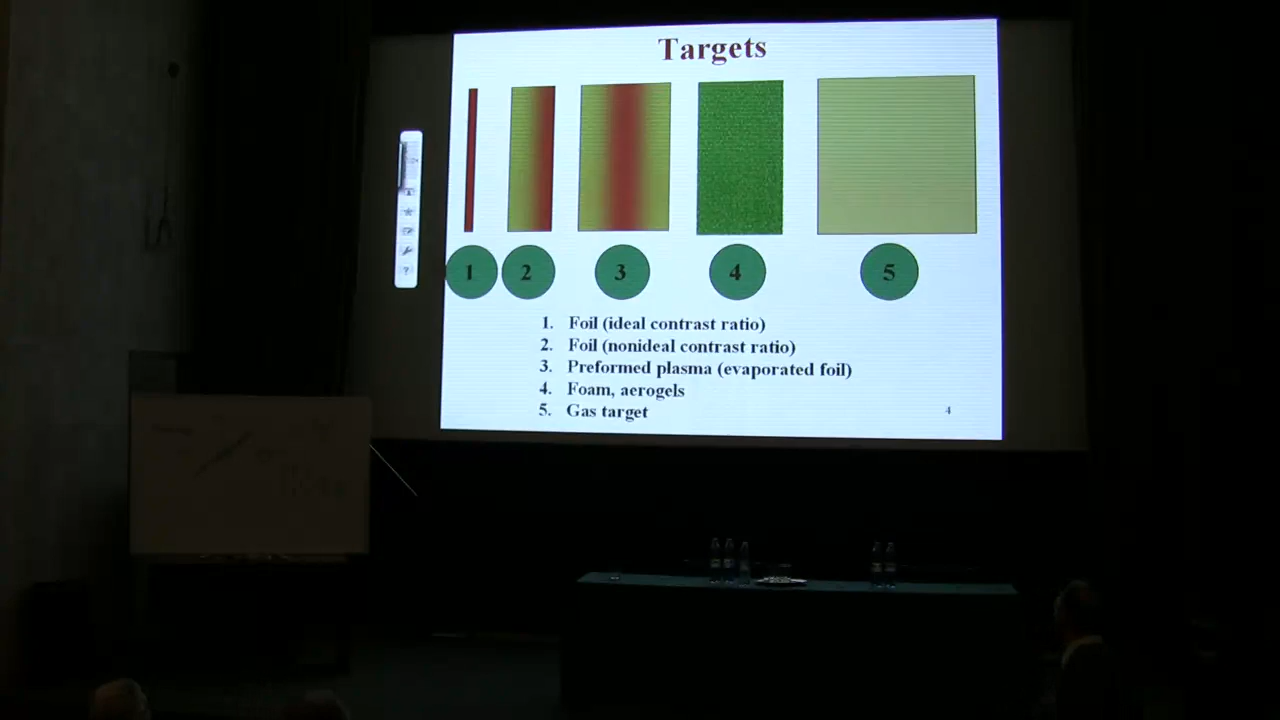 Targets
1 2 3 4 5
1. Foil (ideal contrast ratio)
2. Foil (nonideal contrast ratio)
3. Preformed plasma (evaporated foil)
4. Foam, aerogels
5. Gas target
4
?